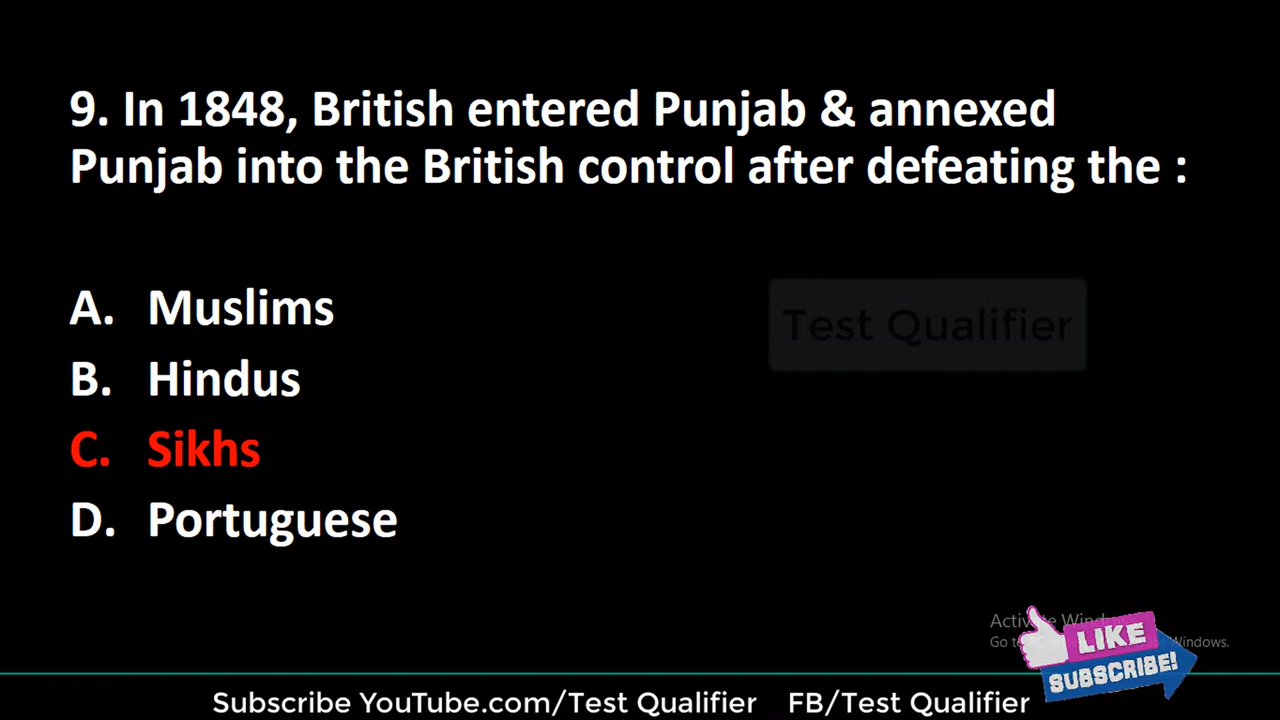 9. In 1848, British entered Punjab & annexed
Punjab into the British control after defeating the :
A. Muslims
Test Qualifier
B. Hindus
C. Sikhs
D. Portuguese
LIKE
SUBSCRIBE!
Subscribe YouTube.com/Test Qualifier FB/Test Qualifier